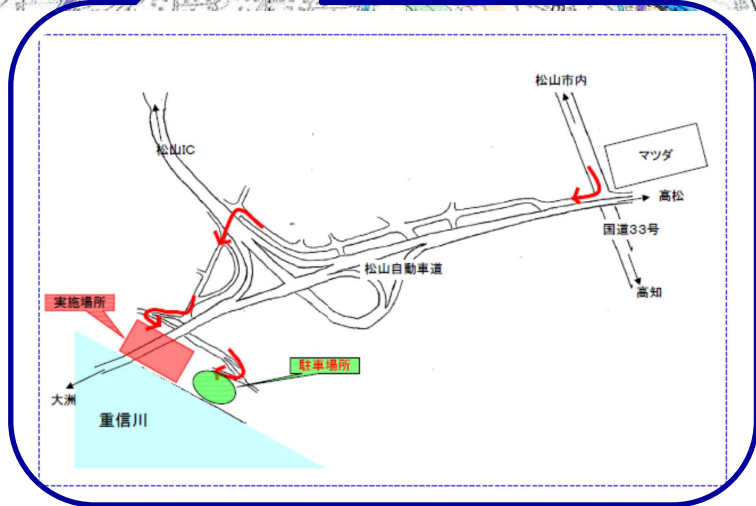 松山市内
マツダ
松山IC
高松
国道33号
松山自動車道
高知
実施場所
駐車場所
大洲
重信川